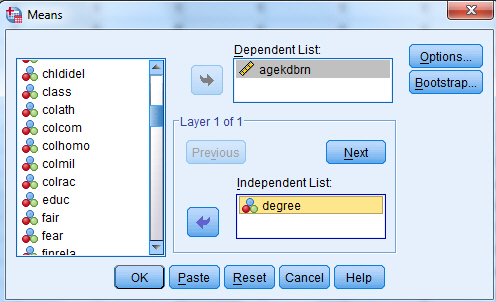 Means
Dependent List:
agekdbrn
Options...
Bootstrap...
chldidel
class
colath
colcom
colhomo
colmil
colrac
educ
fair
fear
finrela
Layer 1 of 1
Previous
Next
Independent List:
degree
OK
Paste
Reset
Cancel
Help